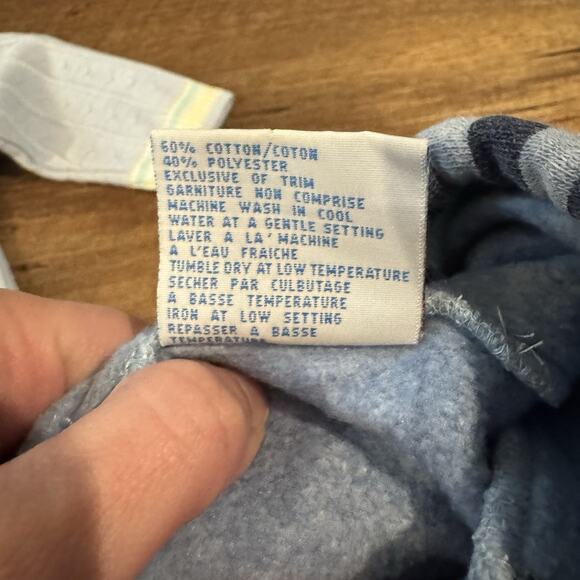 60% COTTON/COTON
40% POLYESTER
EXCLUSIVE OF TRIM
GARNITURE NON COMPRISE
MACHINE WASH IN COOL
WATER AT A GENTLE SETTING
LAVER A LA' MACHINE
A L'EAU FRAICHE
TUMBLE DRY AT LOW TEMPERATURE
SECHER PAR CULBUTAGE
A BASSE TEMPERATURE
IRON AT LOW SETTING
REPASSER A BASSE
TEMPERATURE